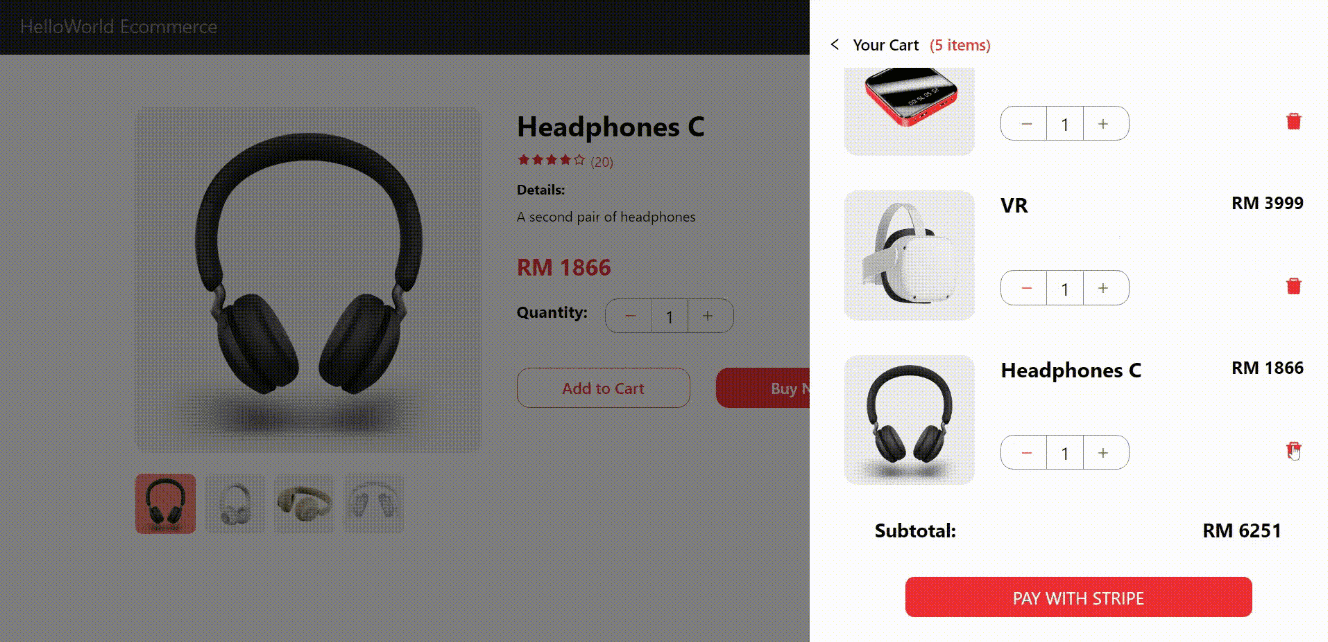 HelloWorld Ecommerce
Headphones C
(20)
Details:
A second pair of headphones
RM 1866
Quantity:
1
Add to Cart
Buy
Your Cart (5 items)
1
VR
RM 3999
1
Headphones C
RM 1866
1
Subtotal:
RM 6251
PAY WITH STRIPE